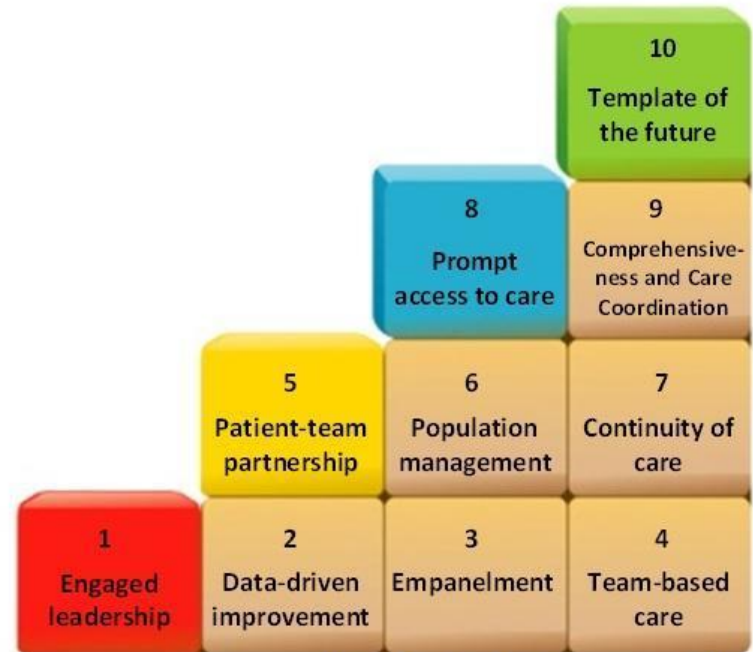 10
Template of
the future
8
Prompt
access to care
9
Comprehensive-
ness and Care
Coordination
5
Patient-team
partnership
6
Population
management
7
Continuity of
care
1
Engaged
leadership
2
Data-driven
improvement
3
Empanelment
4
Team-based
care